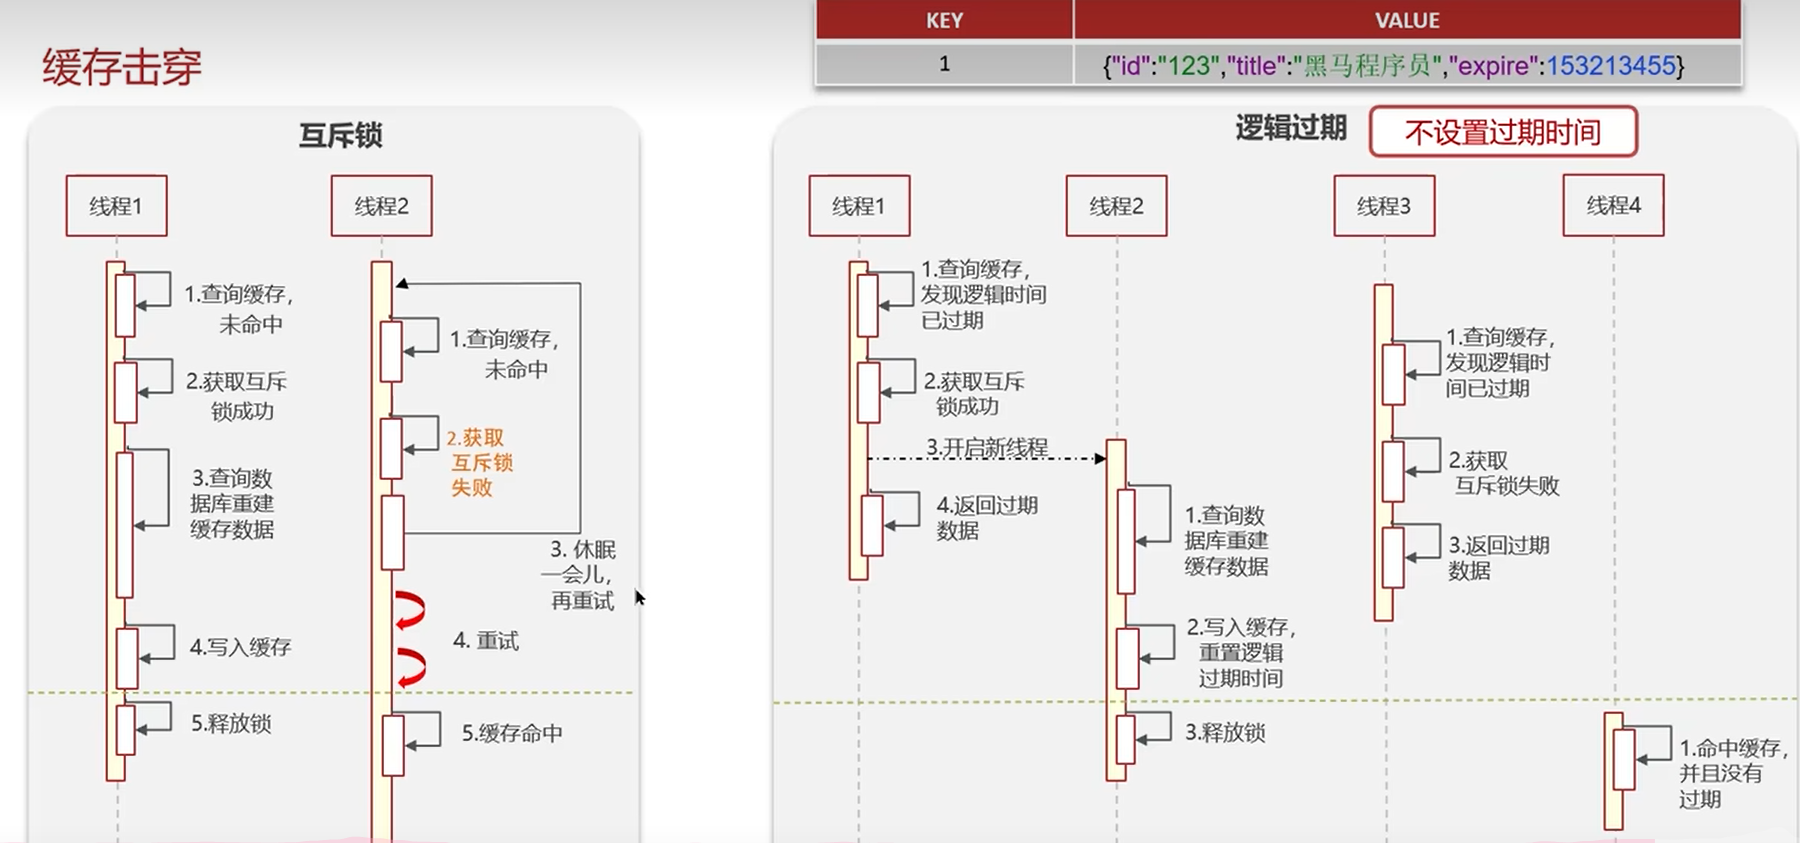 缓存击穿
KEY
VALUE
1
{"id":"123","title":"黑马程序员","expire":153213455}
互斥锁
线程1
线程2
1.查询缓存,
未命中
2.获取互斥
锁成功
3.查询数
据库重建
缓存数据
4.写入缓存
5.释放锁
1.查询缓存,
未命中
2.获取
互斥锁
失败
3. 休眠
一会儿,
再重试
4. 重试
5.缓存命中
逻辑过期
不设置过期时间
线程1
线程2
线程3
线程4
1.查询缓存,
发现逻辑时间
已过期
2.获取互斥
锁成功
3.开启新线程
4.返回过期
数据
1.查询数
据库重建
缓存数据
2.写入缓存,
重置逻辑
过期时间
3.释放锁
1.查询缓存,
发现逻辑时
间已过期
2.获取
互斥锁失败
3.返回过期
数据
1.命中缓存,
并且没有
过期